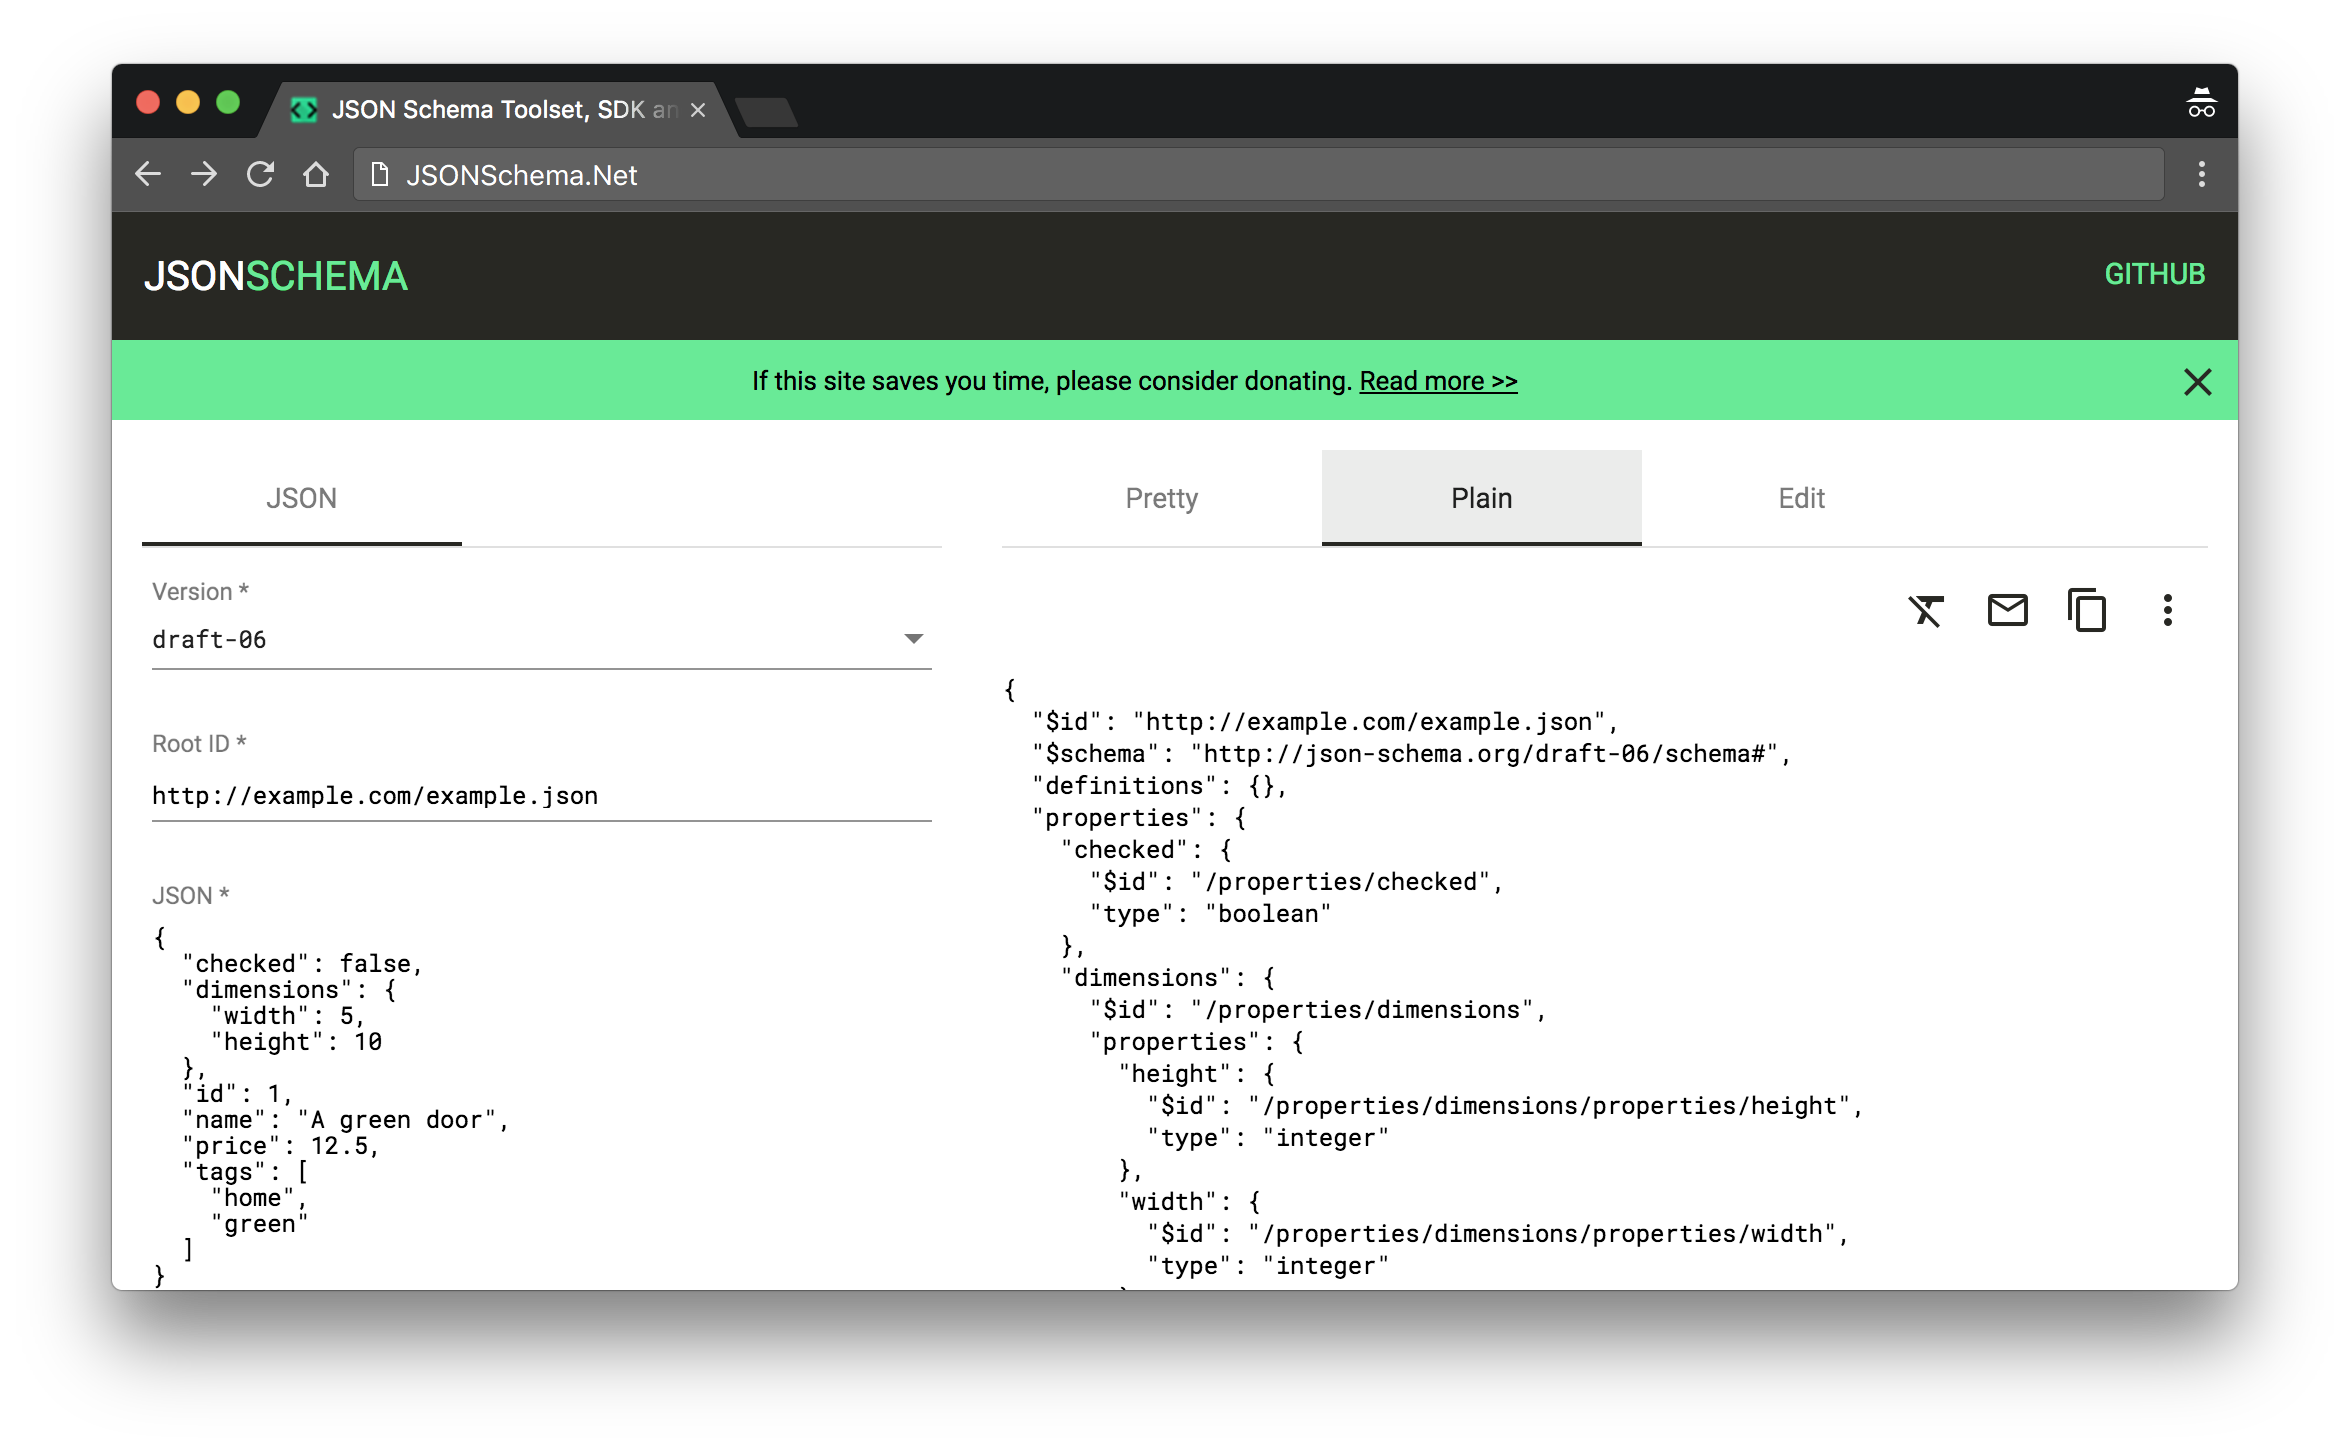 JSON Schema Toolset, SDK an
JSONSchema.Net
JSONSCHEMA
GITHUB
If this site saves you time, please consider donating. Read more >>
JSON
Version *
draft-06
Root ID *
http://example.com/example.json
JSON *
{
  "checked": false,
  "dimensions": {
    "width": 5,
    "height": 10
  },
  "id": 1,
  "name": "A green door",
  "price": 12.5,
  "tags": [
    "home",
    "green"
  ]
}
Pretty
Plain
Edit
{
  "$id": "http://example.com/example.json",
  "$schema": "http://json-schema.org/draft-06/schema#",
  "definitions": {},
  "properties": {
    "checked": {
      "$id": "/properties/checked",
      "type": "boolean"
    },
    "dimensions": {
      "$id": "/properties/dimensions",
      "properties": {
        "height": {
          "$id": "/properties/dimensions/properties/height",
          "type": "integer"
        },
        "width": {
          "$id": "/properties/dimensions/properties/width",
          "type": "integer"